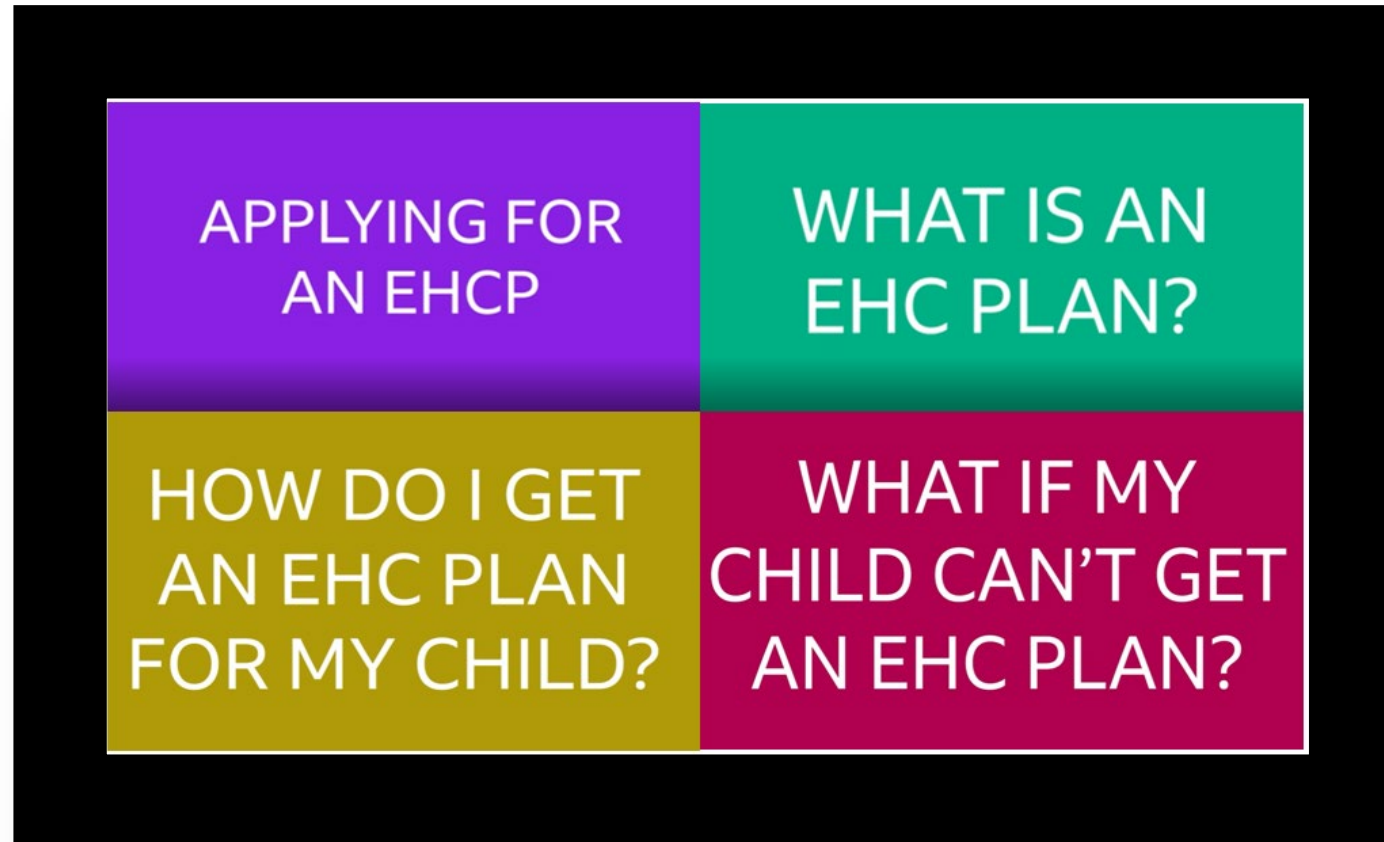 APPLYING FOR
AN EHCP
WHAT IS AN
EHC PLAN?
HOW DO I GET
AN EHC PLAN
FOR MY CHILD?
WHAT IF MY
CHILD CAN’T GET
AN EHC PLAN?